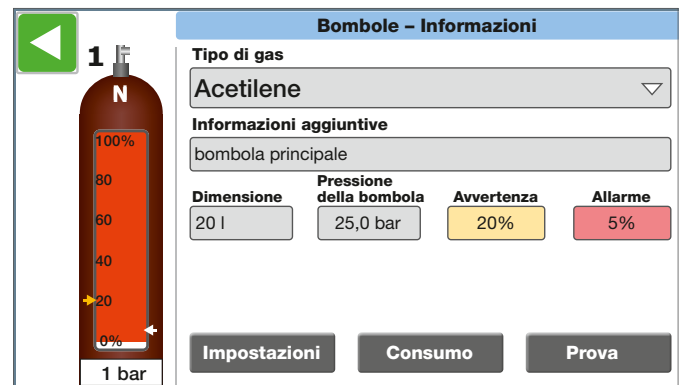 Bombole – Informazioni
1
N
100%
80
60
40
20
0%
1 bar
Tipo di gas
Acetilene
Informazioni aggiuntive
bombola principale
Dimensione
20 l
Pressione
della bombola
25,0 bar
Avvertenza
20%
Allarme
5%
Impostazioni
Consumo
Prova